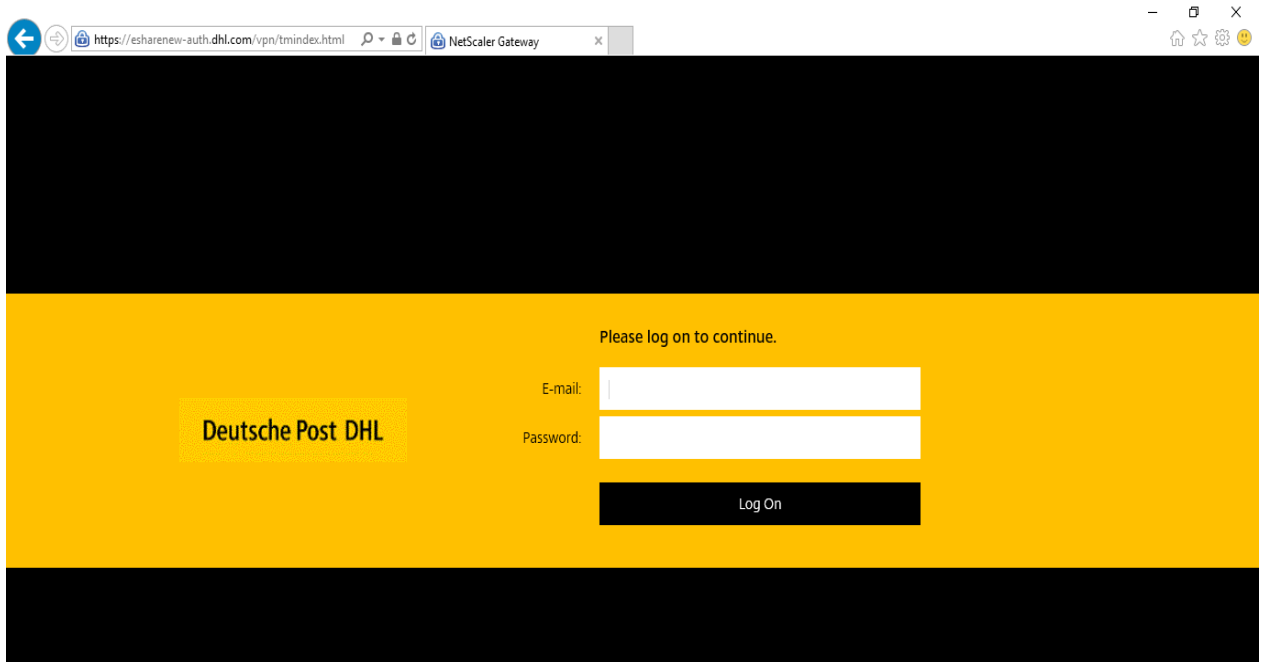 https://esharenew-auth.dhl.com/vpn/tmindex.html
NetScaler Gateway
Please log on to continue.
E-mail:
Deutsche Post DHL
Password:
Log On